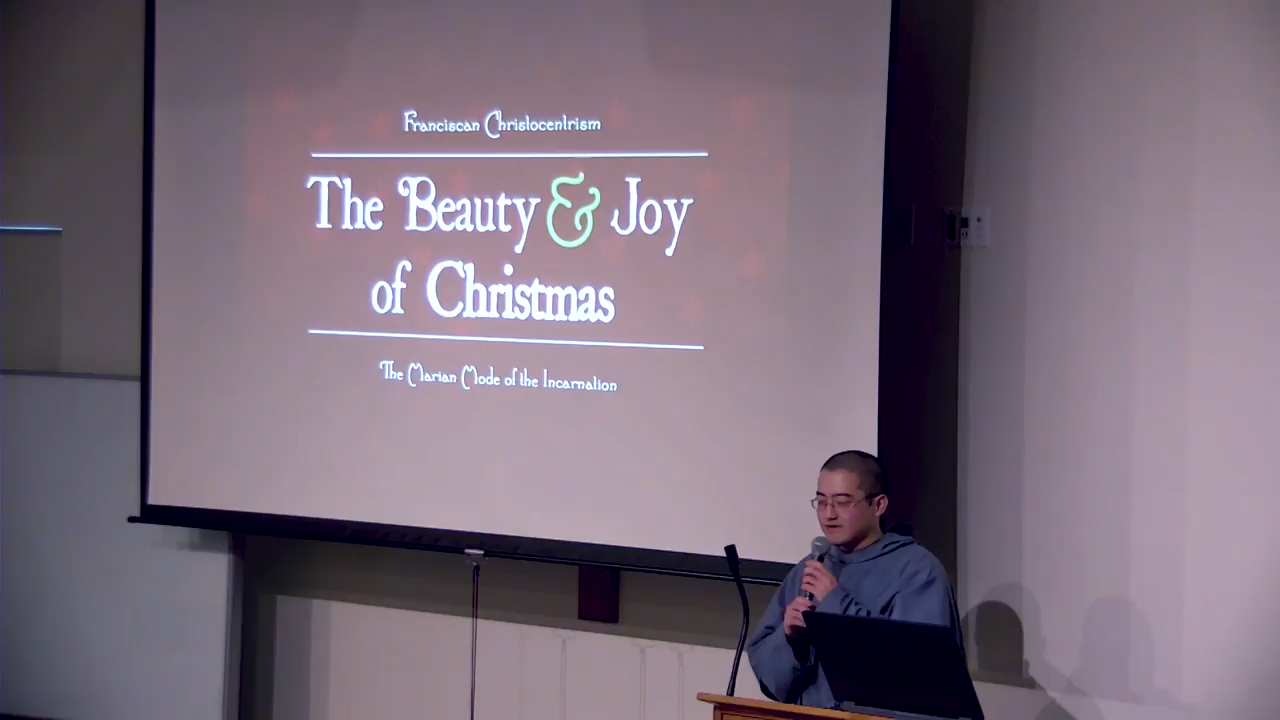 Franciscan Christocentrism
The Beauty & Joy
of Christmas
The Marian Mode of the Incarnation